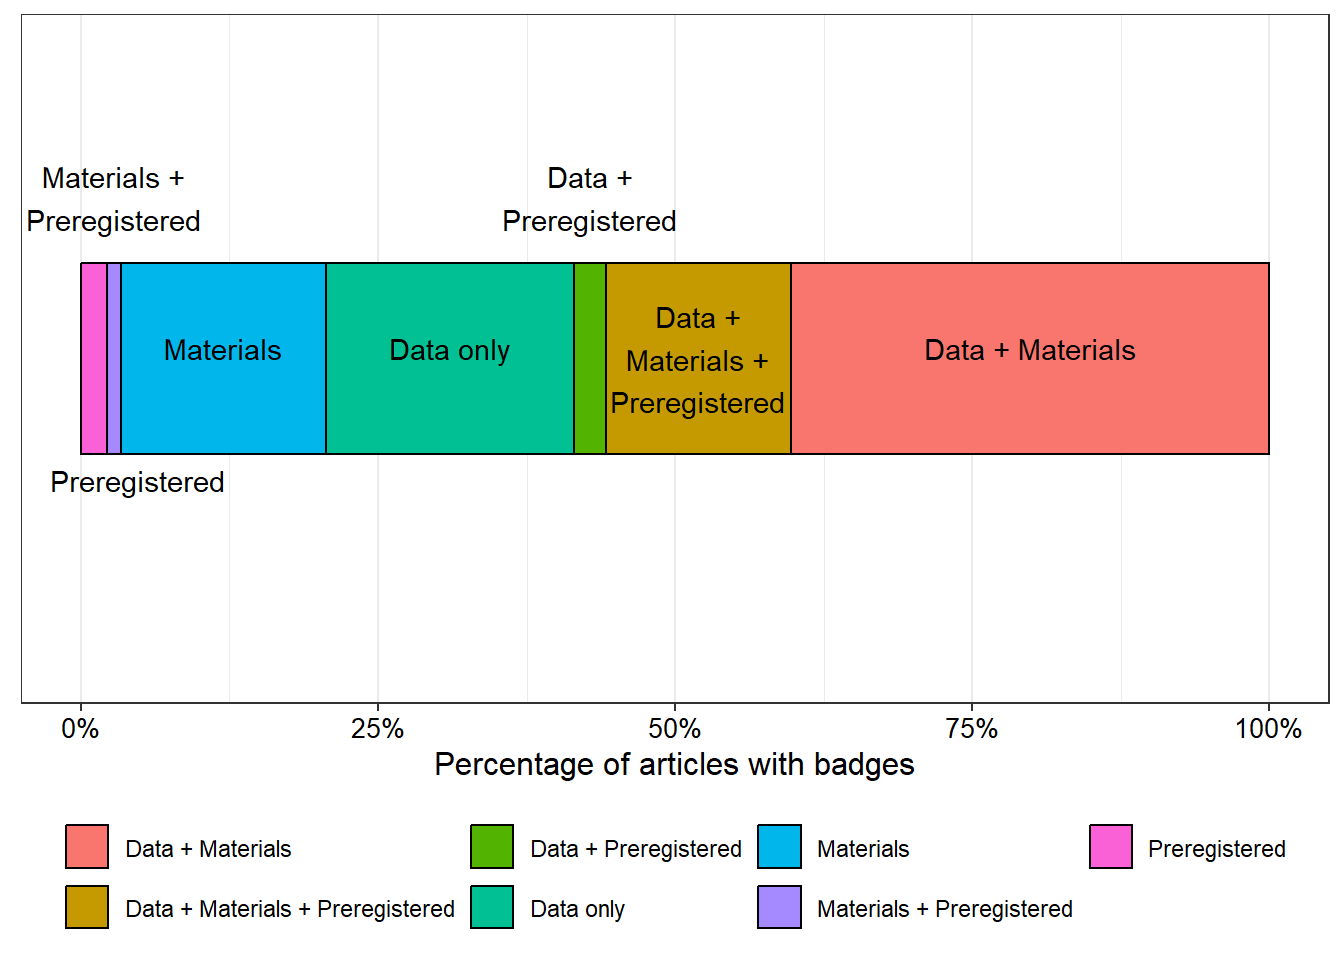 Materials +
Preregistered
Data +
Preregistered
Materials
Data only
Data +
Materials +
Preregistered
Data + Materials
Preregistered
0%
25%
50%
75%
100%
Percentage of articles with badges
Data + Materials
Data + Preregistered
Materials
Preregistered
Data + Materials + Preregistered
Data only
Materials + Preregistered